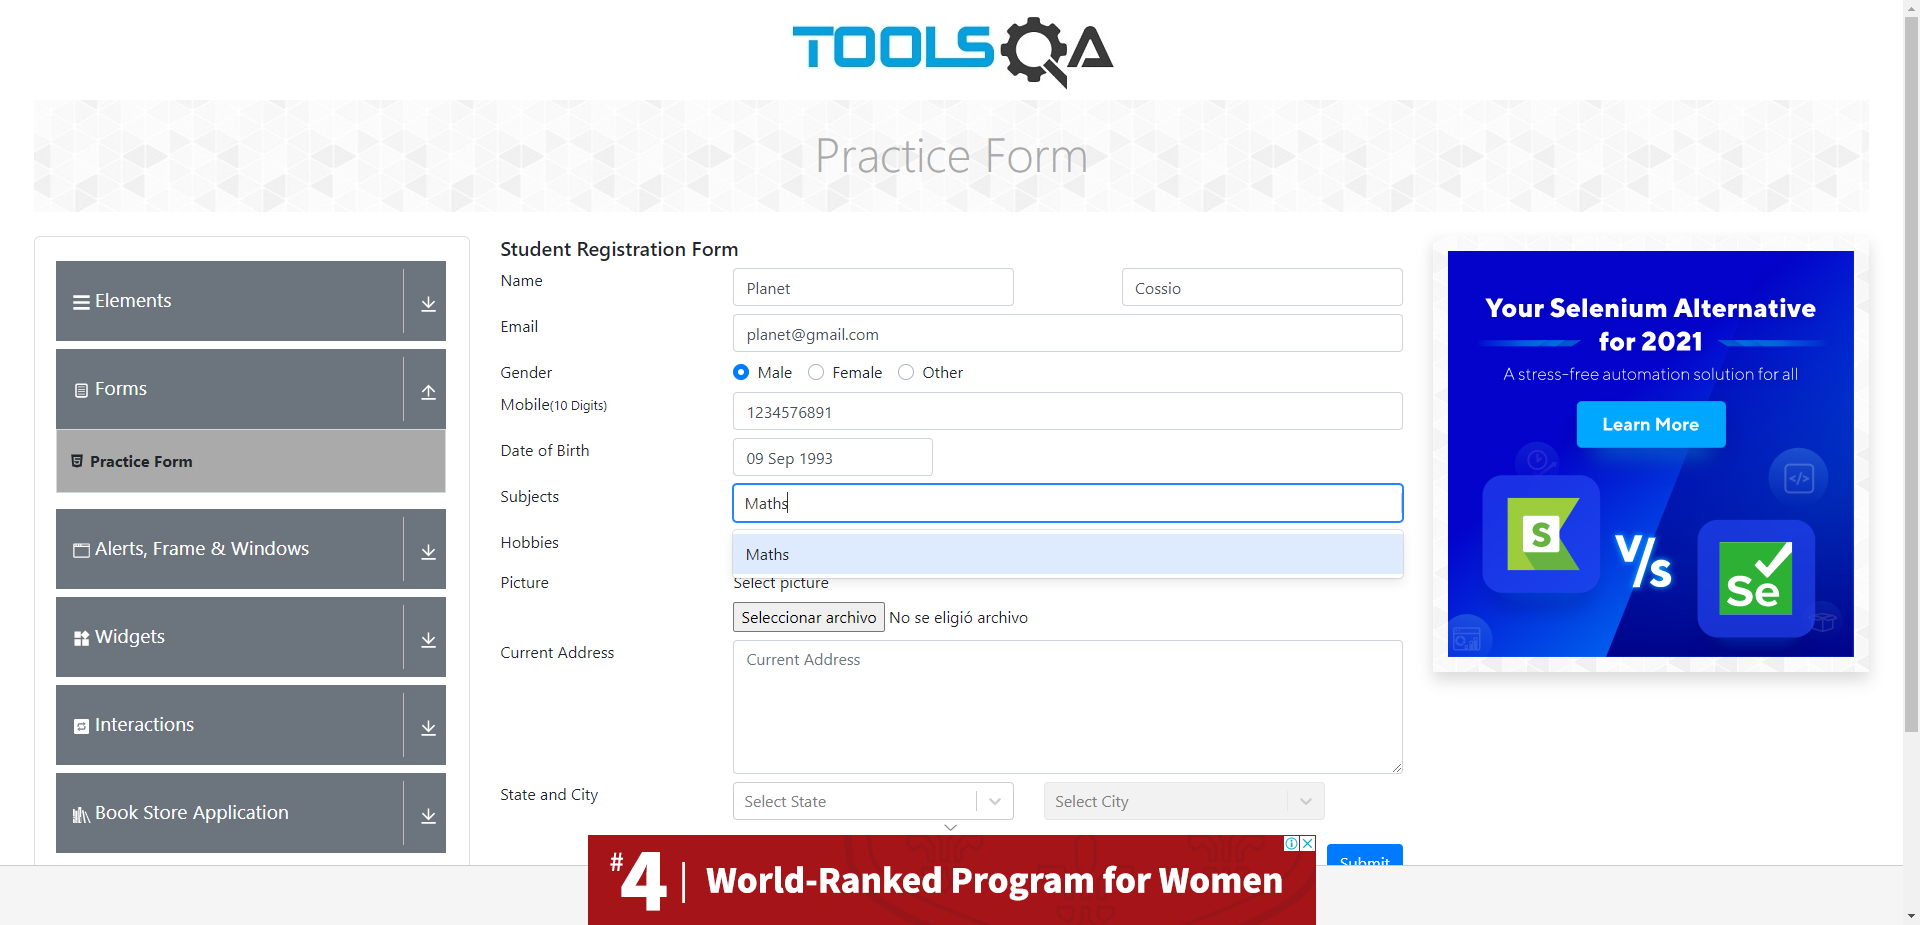 TOOLSQA
Practice Form
Elements
Forms
Practice Form
Alerts, Frame & Windows
Widgets
Interactions
Book Store Application
Student Registration Form
Name
Planet
Cossio
Email
planet@gmail.com
Gender
Male
Female
Other
Mobile(10 Digits)
1234576891
Date of Birth
09 Sep 1993
Subjects
Maths
Hobbies
Maths
Picture
Select picture
Seleccionar archivo No se eligió archivo
Current Address
Current Address
State and City
Select State
Select City
Submit
Your Selenium Alternative
for 2021
A stress-free automation solution for all
Learn More
S
V/S
Se
#4 | World-Ranked Program for Women